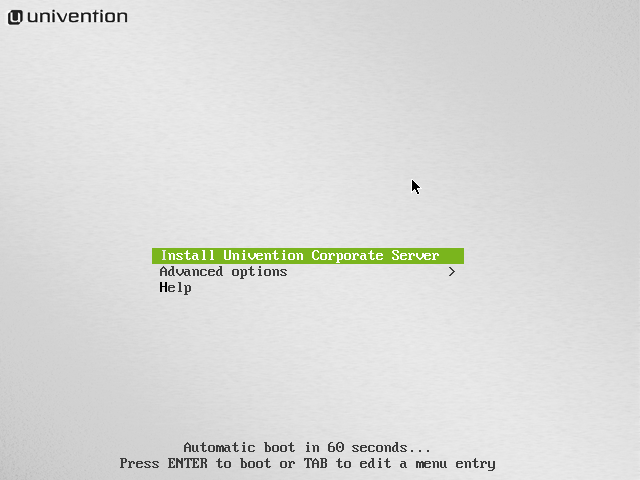 univention
Install Univention Corporate Server
Advanced options >
Help
Automatic boot in 60 seconds...
Press ENTER to boot or TAB to edit a menu entry